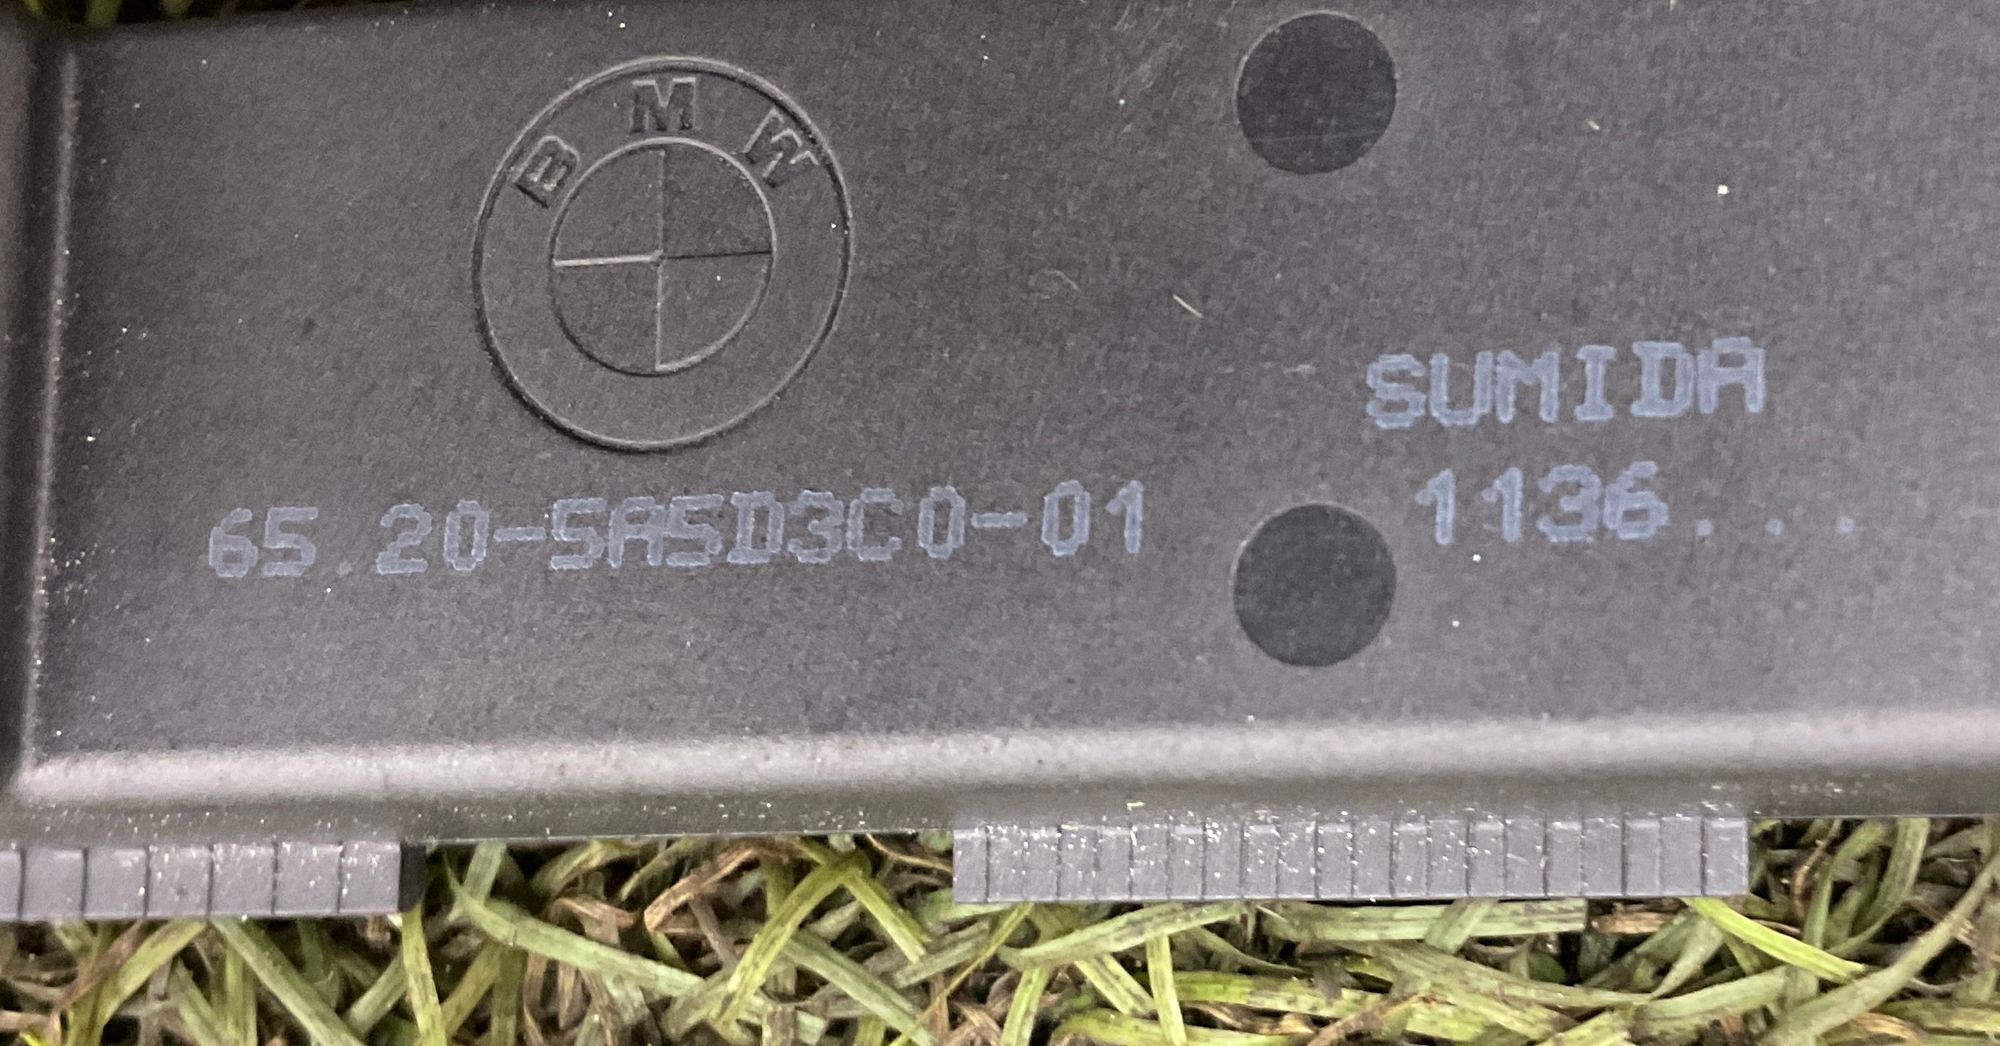 BMW
65.20-5A5D3C0-01
SUMIDA
1136....